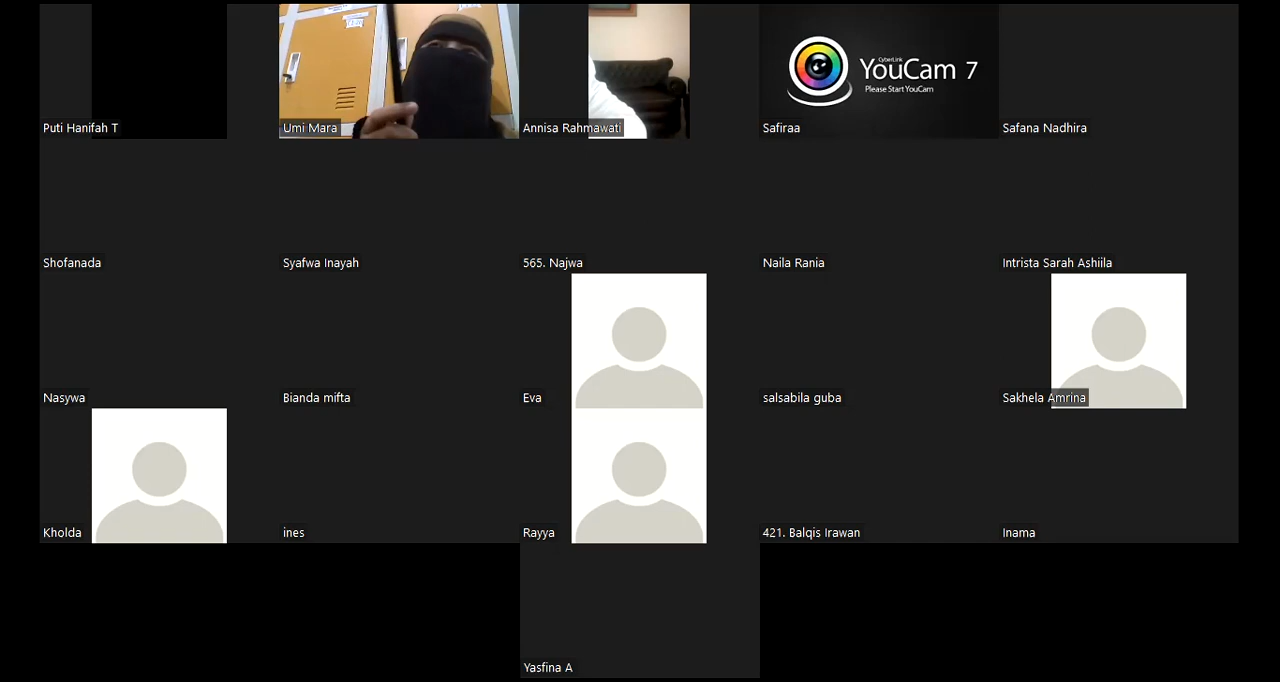 CyberLink
YouCam 7
Please Start YouCam
Puti Hanifah T
Umi Mara
Annisa Rahmawati
Safiraa
Safana Nadhira
Shofanada
Syafwa Inayah
565. Najwa
Naila Rania
Intrista Sarah Ashiila
Nasywa
Bianda mifta
Eva
salsabila guba
Sakhela Amrina
Kholda
ines
Rayya
421. Balqis Irawan
Inama
Yasfina A